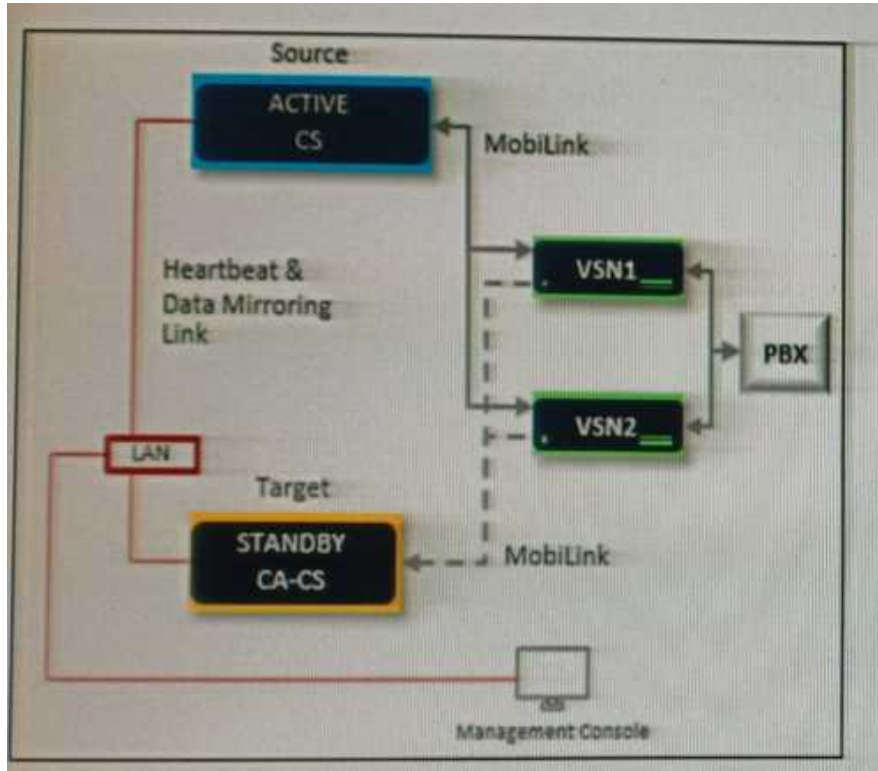 Source
ACTIVE
CS
MobiLink
VSN1
Heartbeat &
Data Mirroring
Link
PBX
VSN2
LAN
Target
STANDBY
CA-CS
MobiLink
Management Console